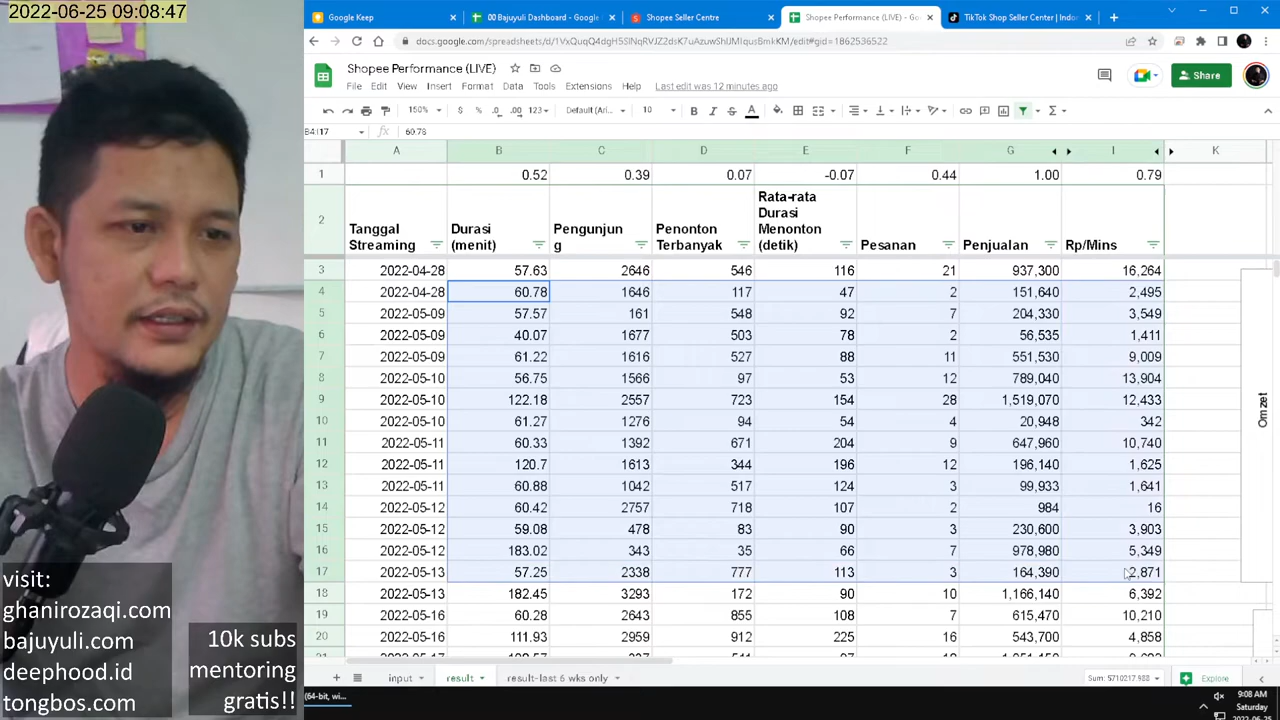 2022-06-25 09:08:47
Google Keep
00 Bajuyuli Dashboard - Google
Shopee Seller Centre
Shopee Performance (LIVE) - Go
TikTok Shop Seller Center | Indo
Shopee Performance (LIVE)
File Edit View Insert Format Data Tools Extensions Help Last edit was 12 minutes ago
Share
150% $ % .0 .00 123 Default (Ari... 10 B I S A Σ
B4:I17 fx 60.78
A B C D E F G I K
1 0.52 0.39 0.07 -0.07 0.44 1.00 0.79
2 Tanggal Streaming Durasi (menit) Pengunjung Penonton Terbanyak Rata-rata Durasi Menonton (detik) Pesanan Penjualan Rp/Mins
3 2022-04-28 57.63 2646 546 116 21 937,300 16,264
4 2022-04-28 60.78 1646 117 47 2 151,640 2,495
5 2022-05-09 57.57 161 548 92 7 204,330 3,549
6 2022-05-09 40.07 1677 503 78 2 56,535 1,411
7 2022-05-09 61.22 1616 527 88 11 551,530 9,009
8 2022-05-10 56.75 1566 97 53 12 789,040 13,904
9 2022-05-10 122.18 2557 723 154 28 1,519,070 12,433
10 2022-05-10 61.27 1276 94 54 4 20,948 342
11 2022-05-11 60.33 1392 671 204 9 647,960 10,740
12 2022-05-11 120.7 1613 344 196 12 196,140 1,625
13 2022-05-11 60.88 1042 517 124 3 99,933 1,641
14 2022-05-12 60.42 2757 718 107 2 984 16
15 2022-05-12 59.08 478 83 90 3 230,600 3,903
16 2022-05-12 183.02 343 35 66 7 978,980 5,349
17 2022-05-13 57.25 2338 777 113 3 164,390 2,871
18 2022-05-13 182.45 3293 172 90 10 1,166,140 6,392
19 2022-05-16 60.28 2643 855 108 7 615,470 10,210
20 2022-05-16 111.93 2959 912 225 16 543,700 4,858
Omzet
input result result-last 6 wks only
Sum: 5710217.988
Explore
(64-bit, wi...
9:08 AM
Saturday
visit:
ghanirozaqi.com
bajuyuli.com
deephood.id
tongbos.com
10k subs
mentoring
gratis!!